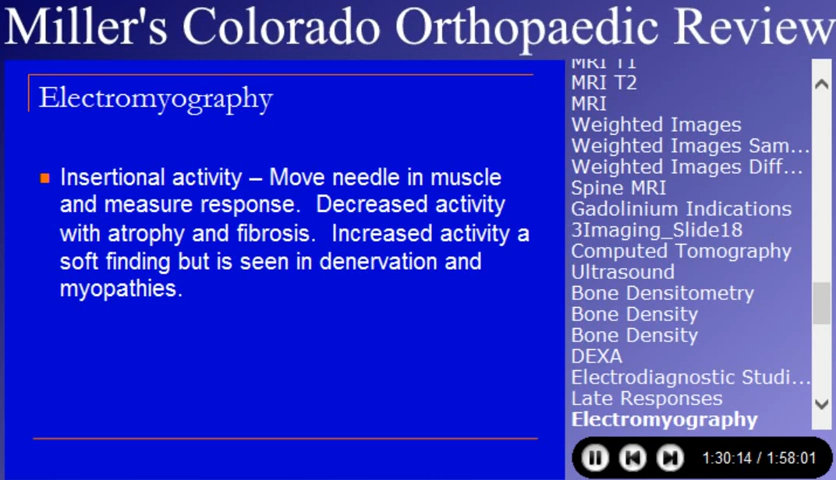 Miller's Colorado Orthopaedic Review
Electromyography
Insertional activity – Move needle in muscle
and measure response.  Decreased activity
with atrophy and fibrosis.  Increased activity a
soft finding but is seen in denervation and
myopathies.
MRI T1
MRI T2
MRI
Weighted Images
Weighted Images Sam...
Weighted Images Diff...
Spine MRI
Gadolinium Indications
3Imaging_Slide18
Computed Tomography
Ultrasound
Bone Densitometry
Bone Density
Bone Density
DEXA
Electrodiagnostic Studi...
Late Responses
Electromyography
1:30:14 / 1:58:01